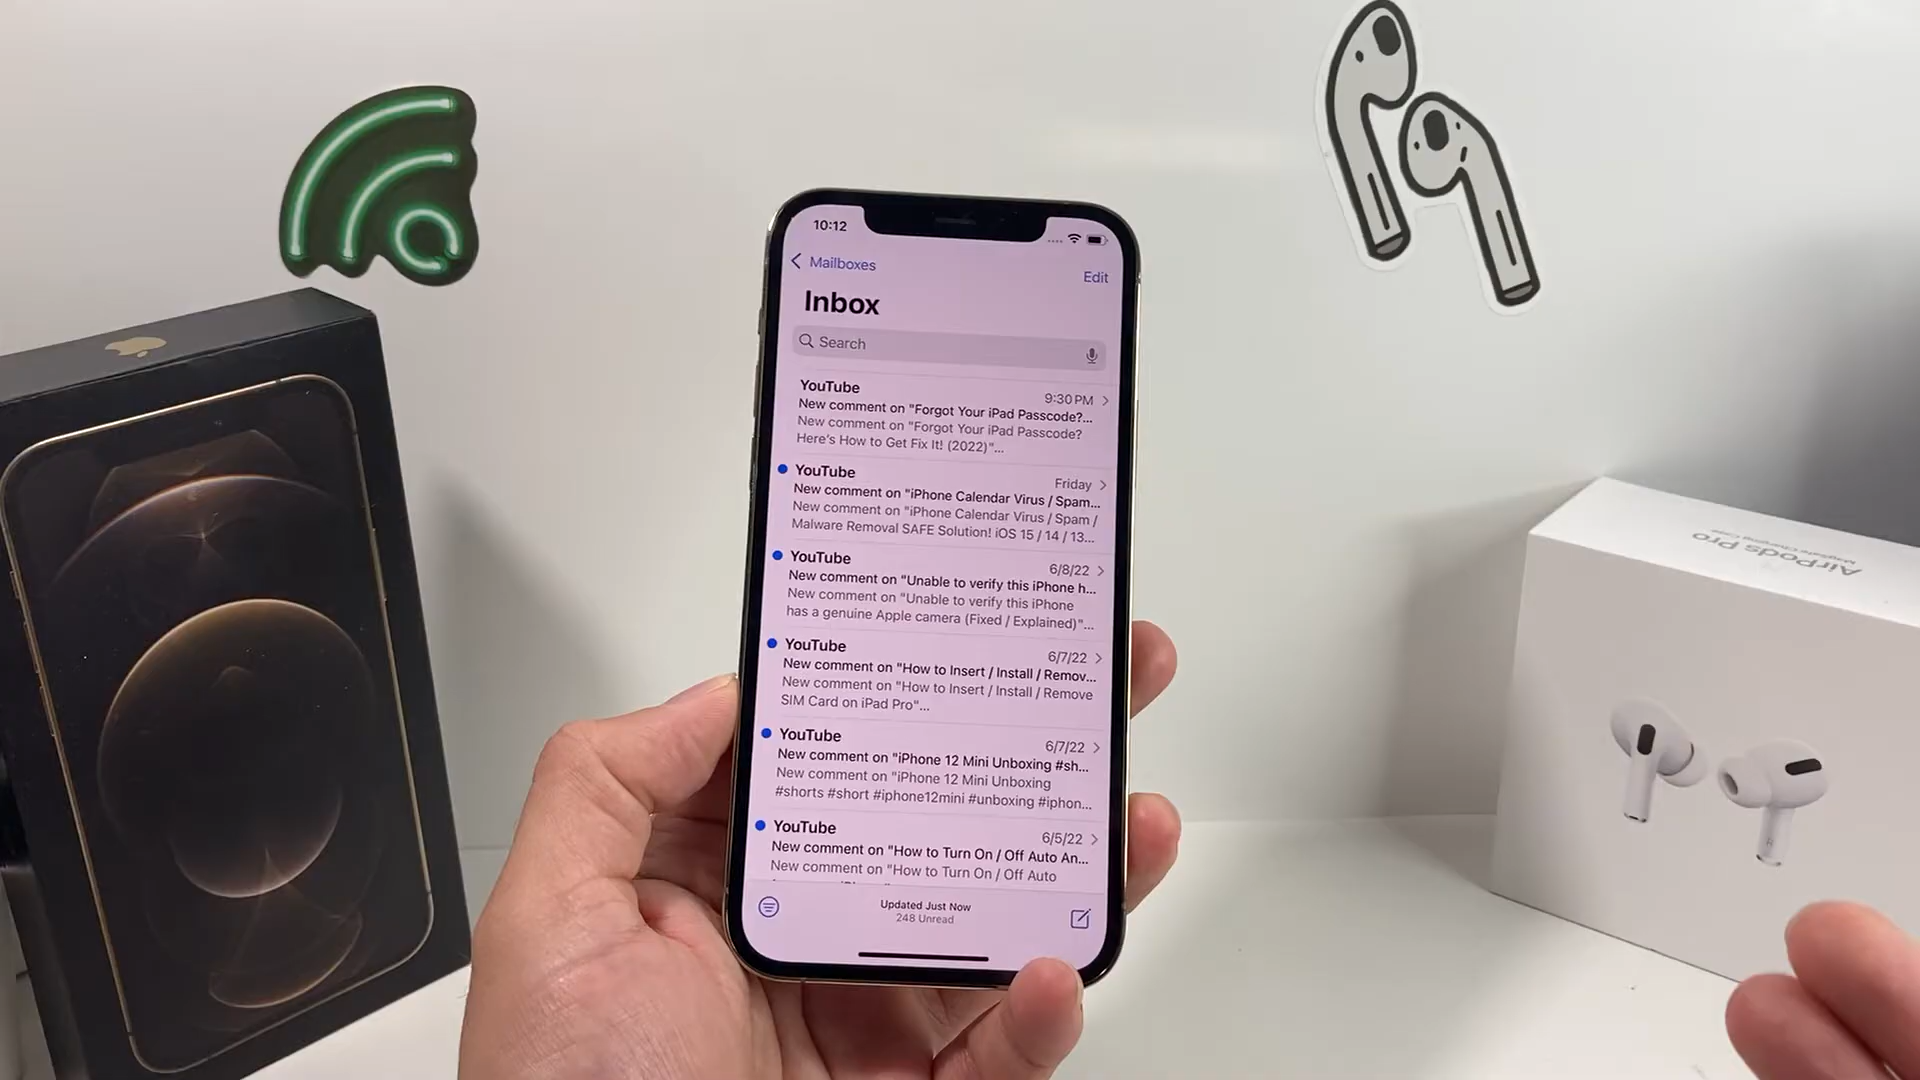 10:12
Mailboxes
Edit
Inbox
Search
YouTube
9:30 PM
New comment on "Forgot Your iPad Passcode?...
New comment on "Forgot Your iPad Passcode?
Here's How to Get Fix It! (2022)"...
YouTube
Friday
New comment on "iPhone Calendar Virus / Spam...
New comment on "iPhone Calendar Virus / Spam /
Malware Removal SAFE Solution! iOS 15 / 14 / 13...
YouTube
6/8/22
New comment on "Unable to verify this iPhone h...
New comment on "Unable to verify this iPhone
has a genuine Apple camera (Fixed / Explained)"...
YouTube
6/7/22
New comment on "How to Insert / Install / Remov...
New comment on "How to Insert / Install / Remove
SIM Card on iPad Pro"...
YouTube
6/7/22
New comment on "iPhone 12 Mini Unboxing #sh...
New comment on "iPhone 12 Mini Unboxing
#shorts #short #iphone12mini #unboxing #iphon...
YouTube
6/5/22
New comment on "How to Turn On / Off Auto An...
New comment on "How to Turn On / Off Auto
Updated Just Now
248 Unread
AirPods Pro
MagSafe Charging Case